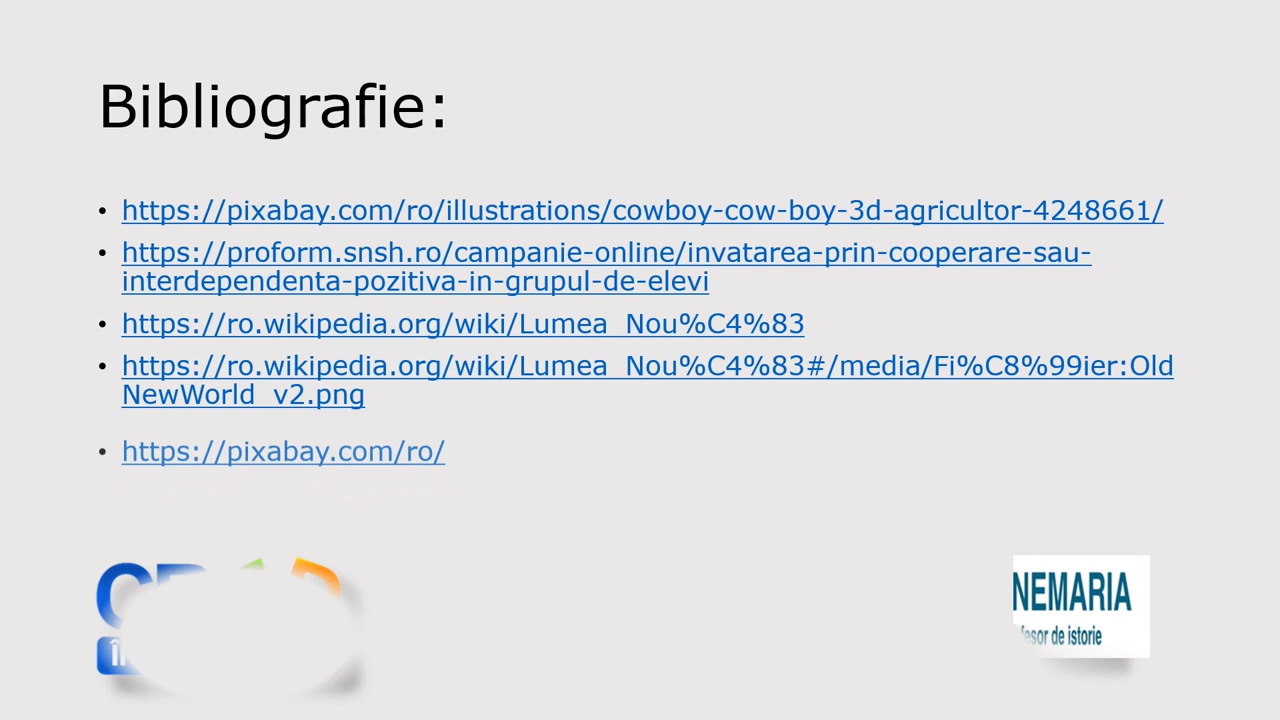 Bibliografie:
• https://pixabay.com/ro/illustrations/cowboy-cow-boy-3d-agricultor-4248661/
• https://proform.snsh.ro/campanie-online/invatarea-prin-cooperare-sau-
interdependenta-pozitiva-in-grupul-de-elevi
• https://ro.wikipedia.org/wiki/Lumea_Nou%C4%83
• https://ro.wikipedia.org/wiki/Lumea_Nou%C4%83#/media/Fi%C8%99ier:Old
NewWorld_v2.png
• https://pixabay.com/ro/
NEMARIA
de istorie